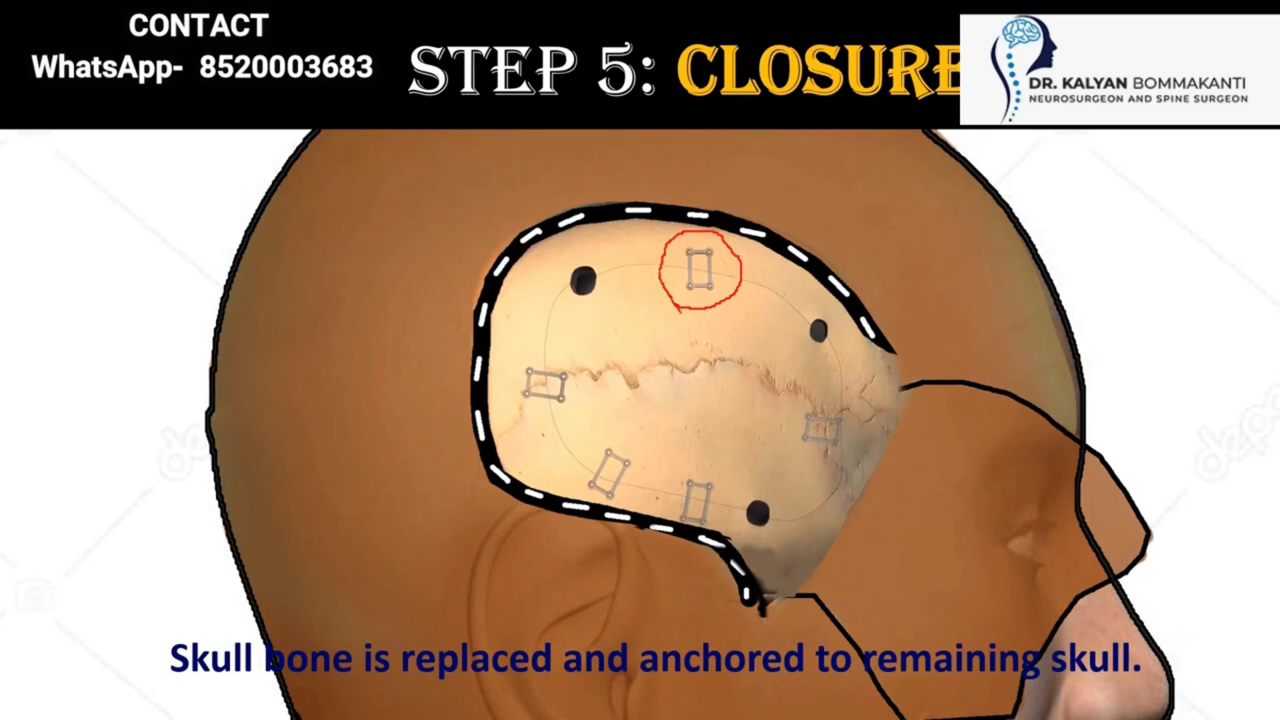 CONTACT
WhatsApp- 8520003683
STEP 5: CLOSURE
DR. KALYAN BOMMAKANTI
NEUROSURGEON AND SPINE SURGEON
Skull bone is replaced and anchored to remaining skull.